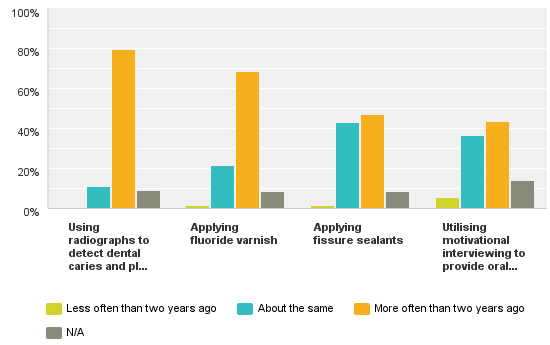 100%
80%
60%
40%
20%
0%
Using
radiographs to
detect dental
caries and pl...
Applying
fluoride varnish
Applying
fissure sealants
Utilising
motivational
interviewing to
provide oral...
Less often than two years ago
About the same
More often than two years ago
N/A